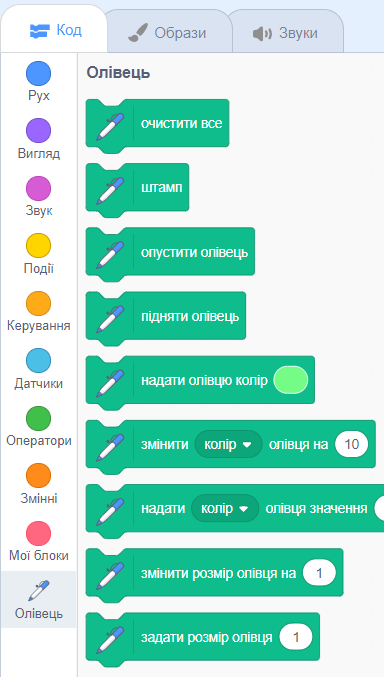 Код
Образи
Звуки
Рух
Вигляд
Звук
Події
Керування
Датчики
Оператори
Змінні
Мої блоки
Олівець
Олівець
очистити все
штамп
опустити олівець
підняти олівець
надати олівцю колір
змінити колір олівця на 10
надати колір олівця значення
змінити розмір олівця на 1
задати розмір олівця 1